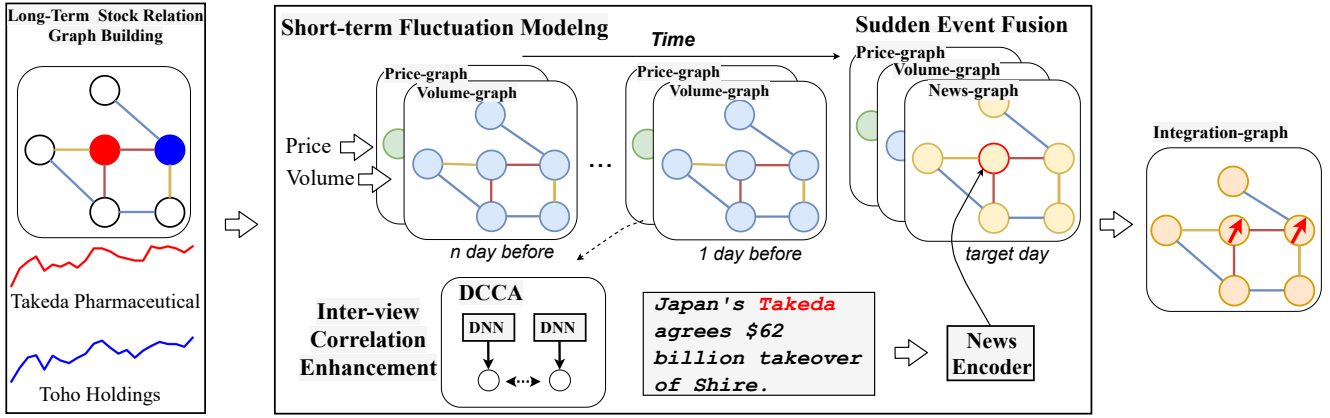 Long-Term Stock Relation
Graph Building
Takeda Pharmaceutical
Toho Holdings
Short-term Fluctuation Modelng
Time
Sudden Event Fusion
Price-graph
Volume-graph
Price-graph
Volume-graph
Price-graph
Volume-graph
News-graph
Price
Volume
...
n day before
1 day before
target day
Inter-view
Correlation
Enhancement
DCCA
DNN
DNN
Japan's Takeda
agrees $62
billion takeover
of Shire.
News
Encoder
Integration-graph